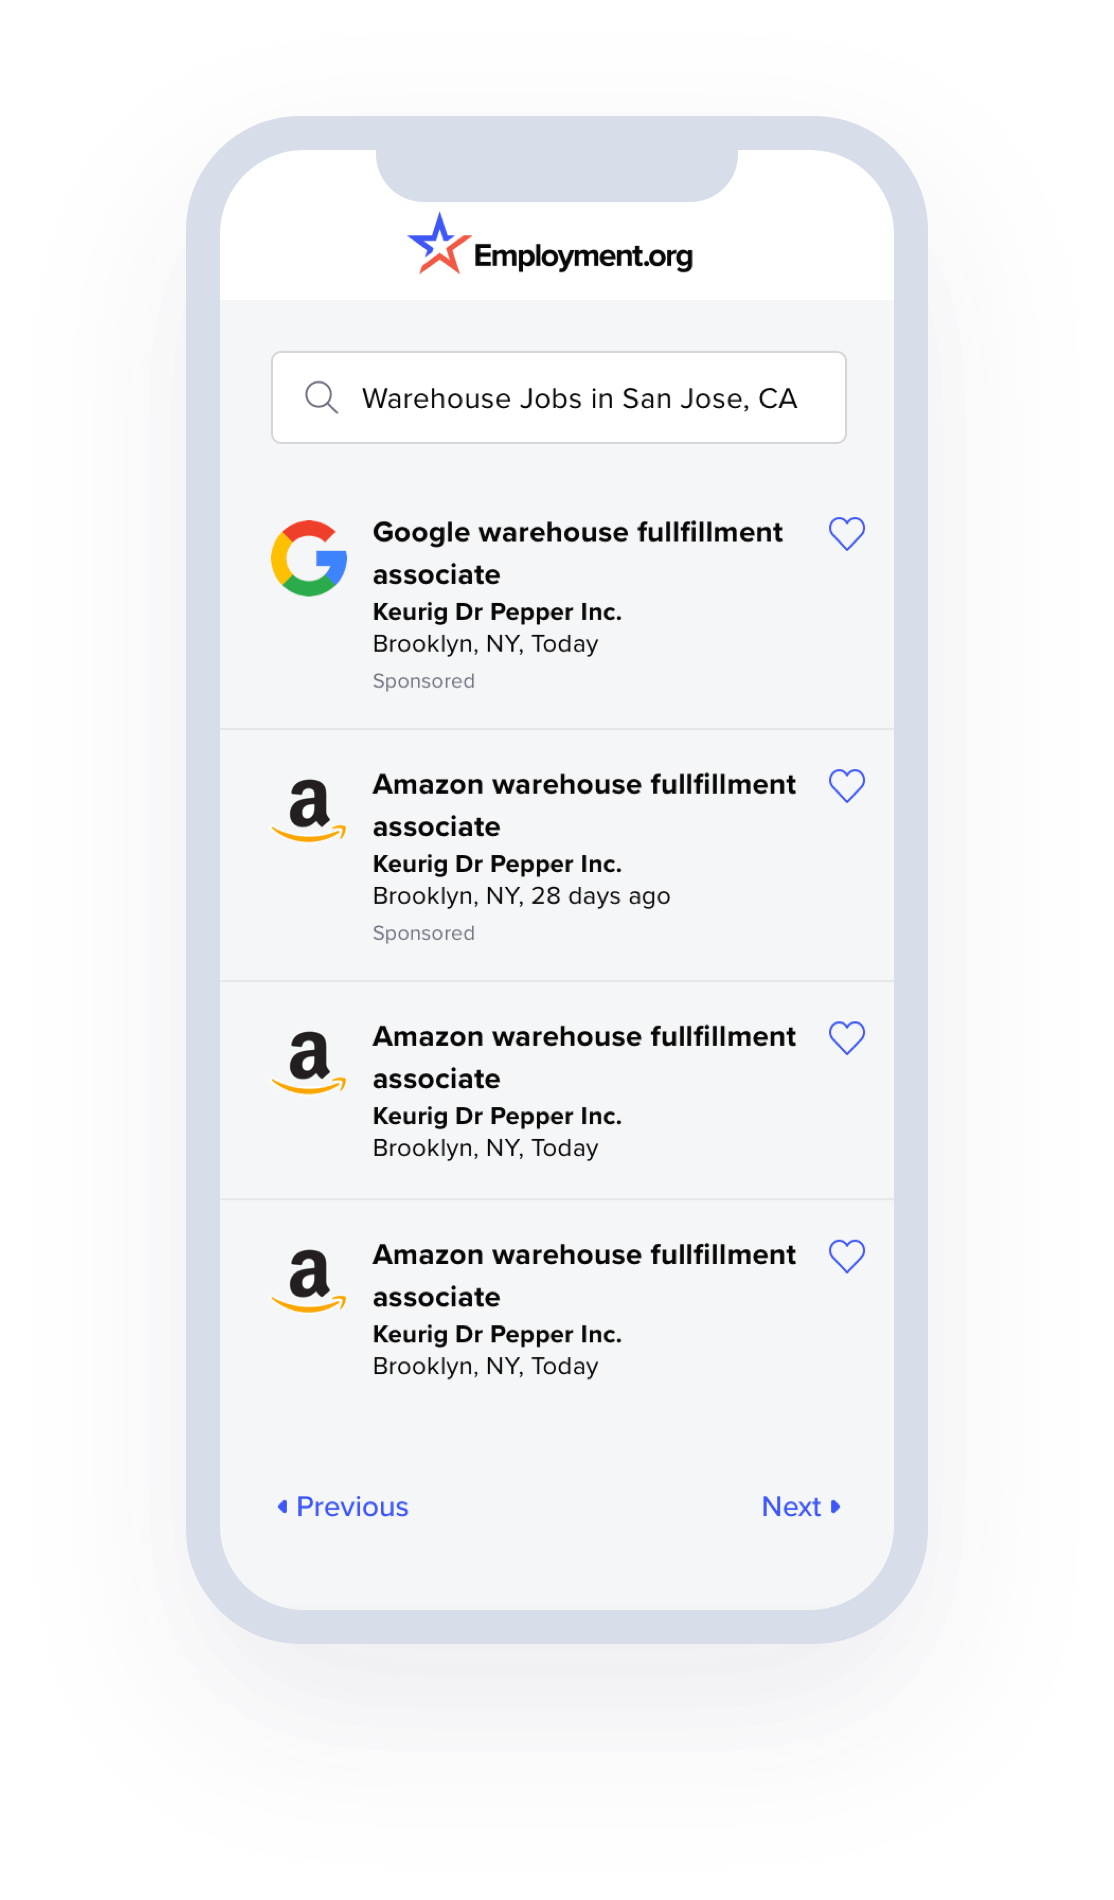 Employment.org
Warehouse Jobs in San Jose, CA
Google warehouse fullfillment
associate
Keurig Dr Pepper Inc.
Brooklyn, NY, Today
Sponsored
Amazon warehouse fullfillment
associate
Keurig Dr Pepper Inc.
Brooklyn, NY, 28 days ago
Sponsored
Amazon warehouse fullfillment
associate
Keurig Dr Pepper Inc.
Brooklyn, NY, Today
Amazon warehouse fullfillment
associate
Keurig Dr Pepper Inc.
Brooklyn, NY, Today
Previous Next